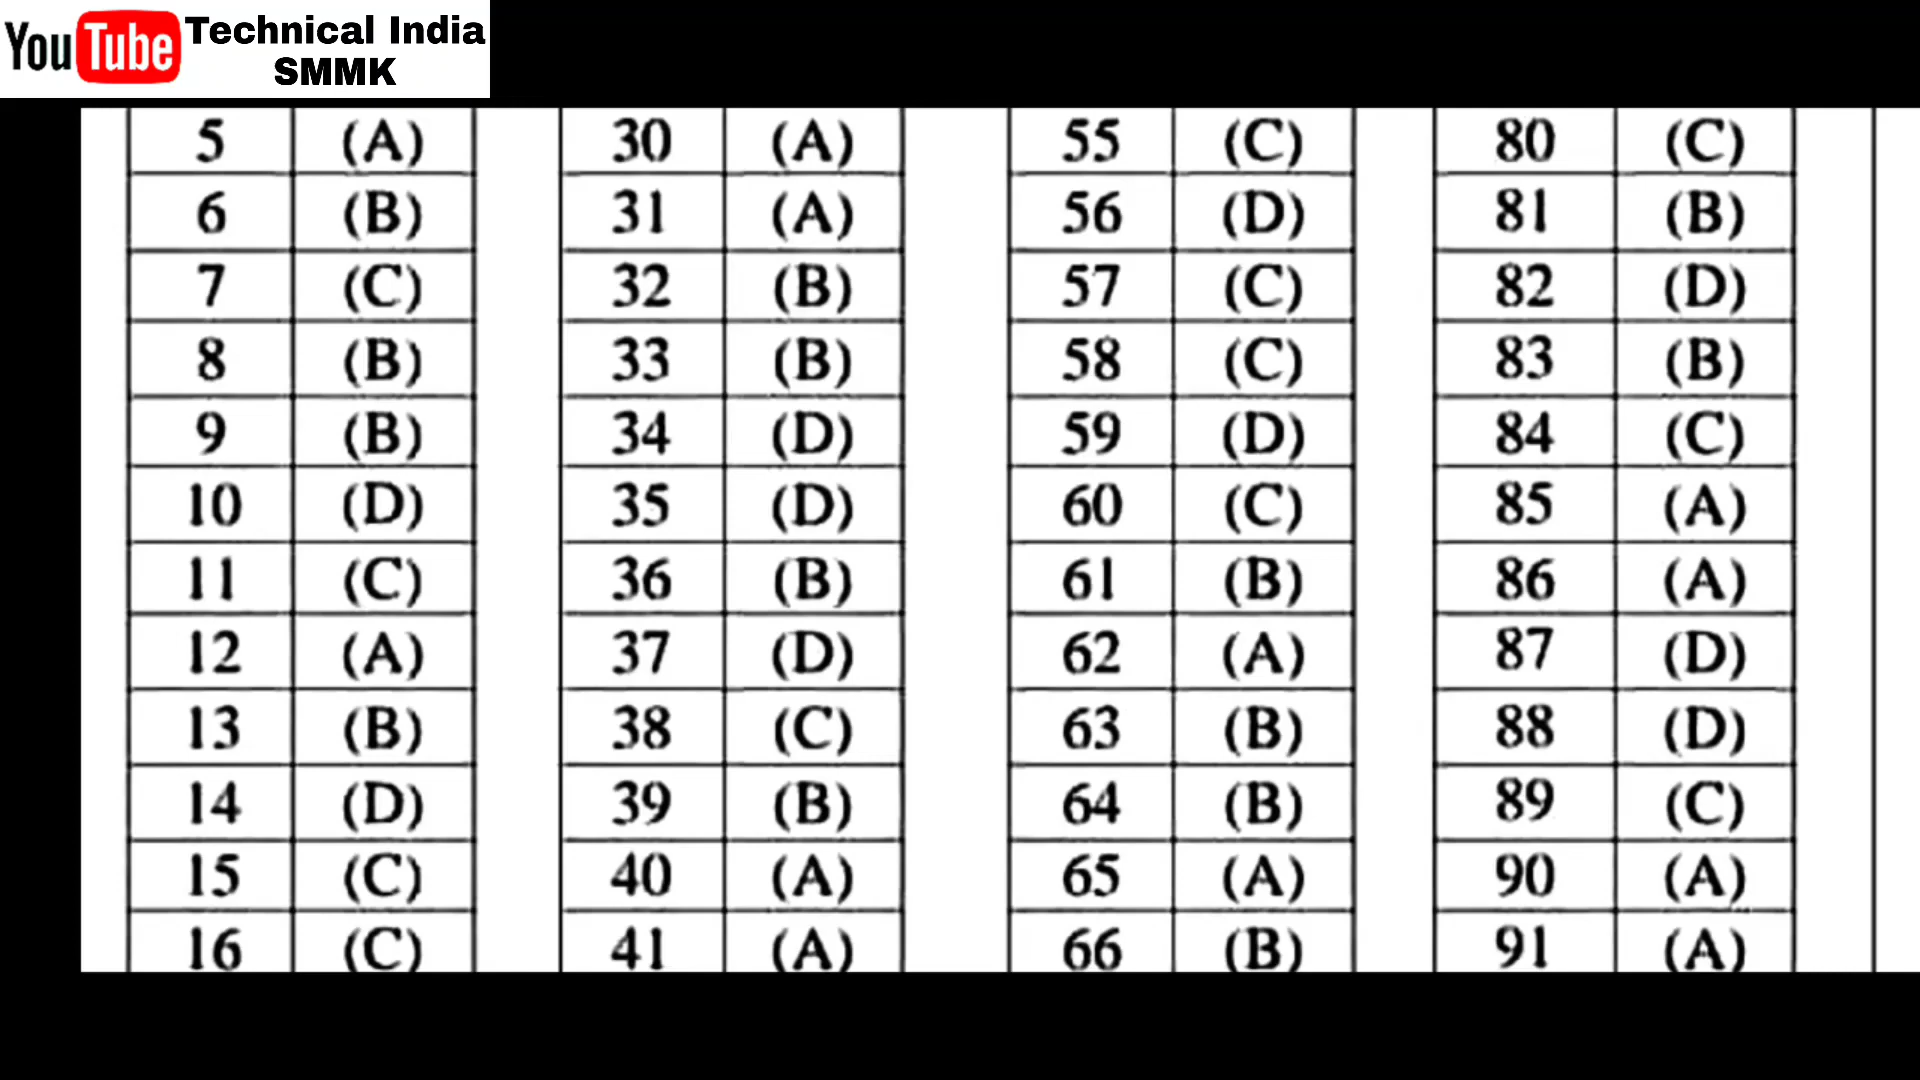 YouTube Technical India
SMMK
5 (A) 30 (A) 55 (C) 80 (C)
6 (B) 31 (A) 56 (D) 81 (B)
7 (C) 32 (B) 57 (C) 82 (D)
8 (B) 33 (B) 58 (C) 83 (B)
9 (B) 34 (D) 59 (D) 84 (C)
10 (D) 35 (D) 60 (C) 85 (A)
11 (C) 36 (B) 61 (B) 86 (A)
12 (A) 37 (D) 62 (A) 87 (D)
13 (B) 38 (C) 63 (B) 88 (D)
14 (D) 39 (B) 64 (B) 89 (C)
15 (C) 40 (A) 65 (A) 90 (A)
16 (C) 41 (A) 66 (B) 91 (A)